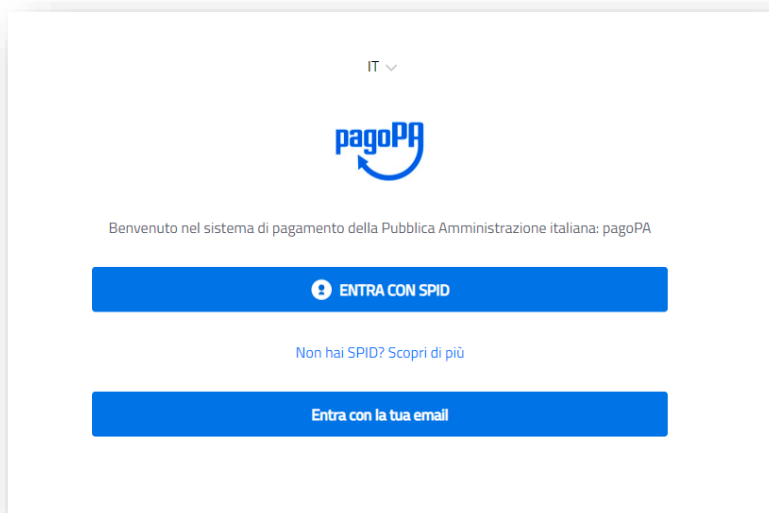 IT
pagoPA
Benvenuto nel sistema di pagamento della Pubblica Amministrazione italiana: pagoPA
ENTRA CON SPID
Non hai SPID? Scopri di più
Entra con la tua email